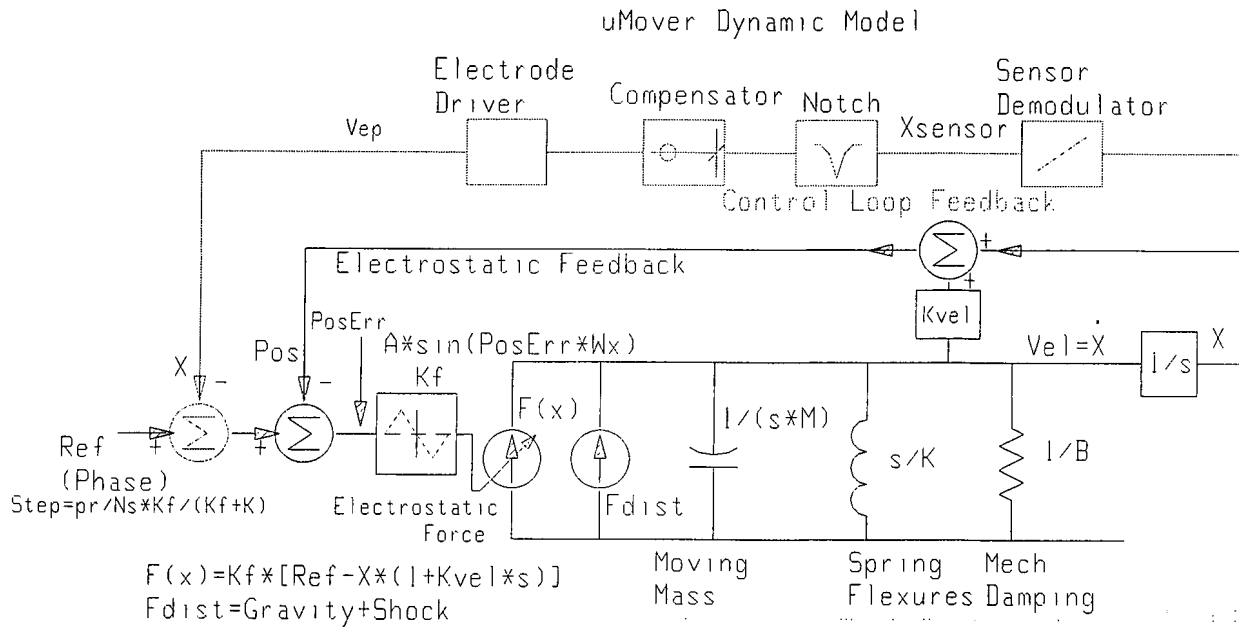 uMover Dynamic Model
Electrode
Driver
Compensator
Notch
Sensor
Demodulator
Vep
Xsensor
Control Loop Feedback
Σ
+
+
Electrostatic Feedback
Kvel
PosErr
A*sin(PosErr*Wx)
Kf
Vel=Ẋ
1/s
X
X
-
Pos
-
F(x)
1/(s*M)
Σ
+
Σ
+
s/K
1/B
Ref
(Phase)
Step=pr/Ns*Kf/(Kf+K)
Electrostatic
Force
Fdist
F(x)=Kf*[Ref-X*(1+Kvel*s)]
Fdist=Gravity+Shock
Moving
Mass
Spring
Flexures
Mech
Damping